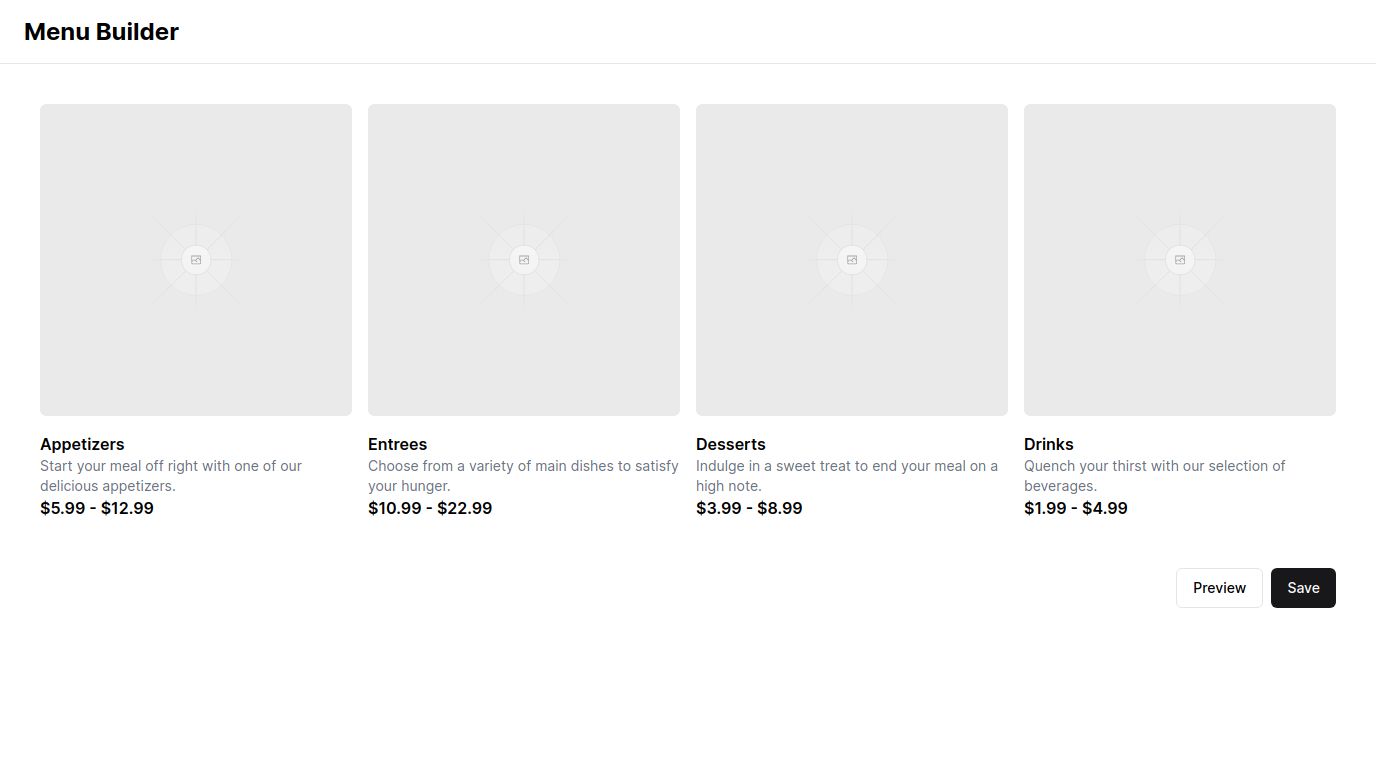 Menu Builder
Appetizers
Start your meal off right with one of our
delicious appetizers.
$5.99 - $12.99
Entrees
Choose from a variety of main dishes to satisfy
your hunger.
$10.99 - $22.99
Desserts
Indulge in a sweet treat to end your meal on a
high note.
$3.99 - $8.99
Drinks
Quench your thirst with our selection of
beverages.
$1.99 - $4.99
Preview
Save